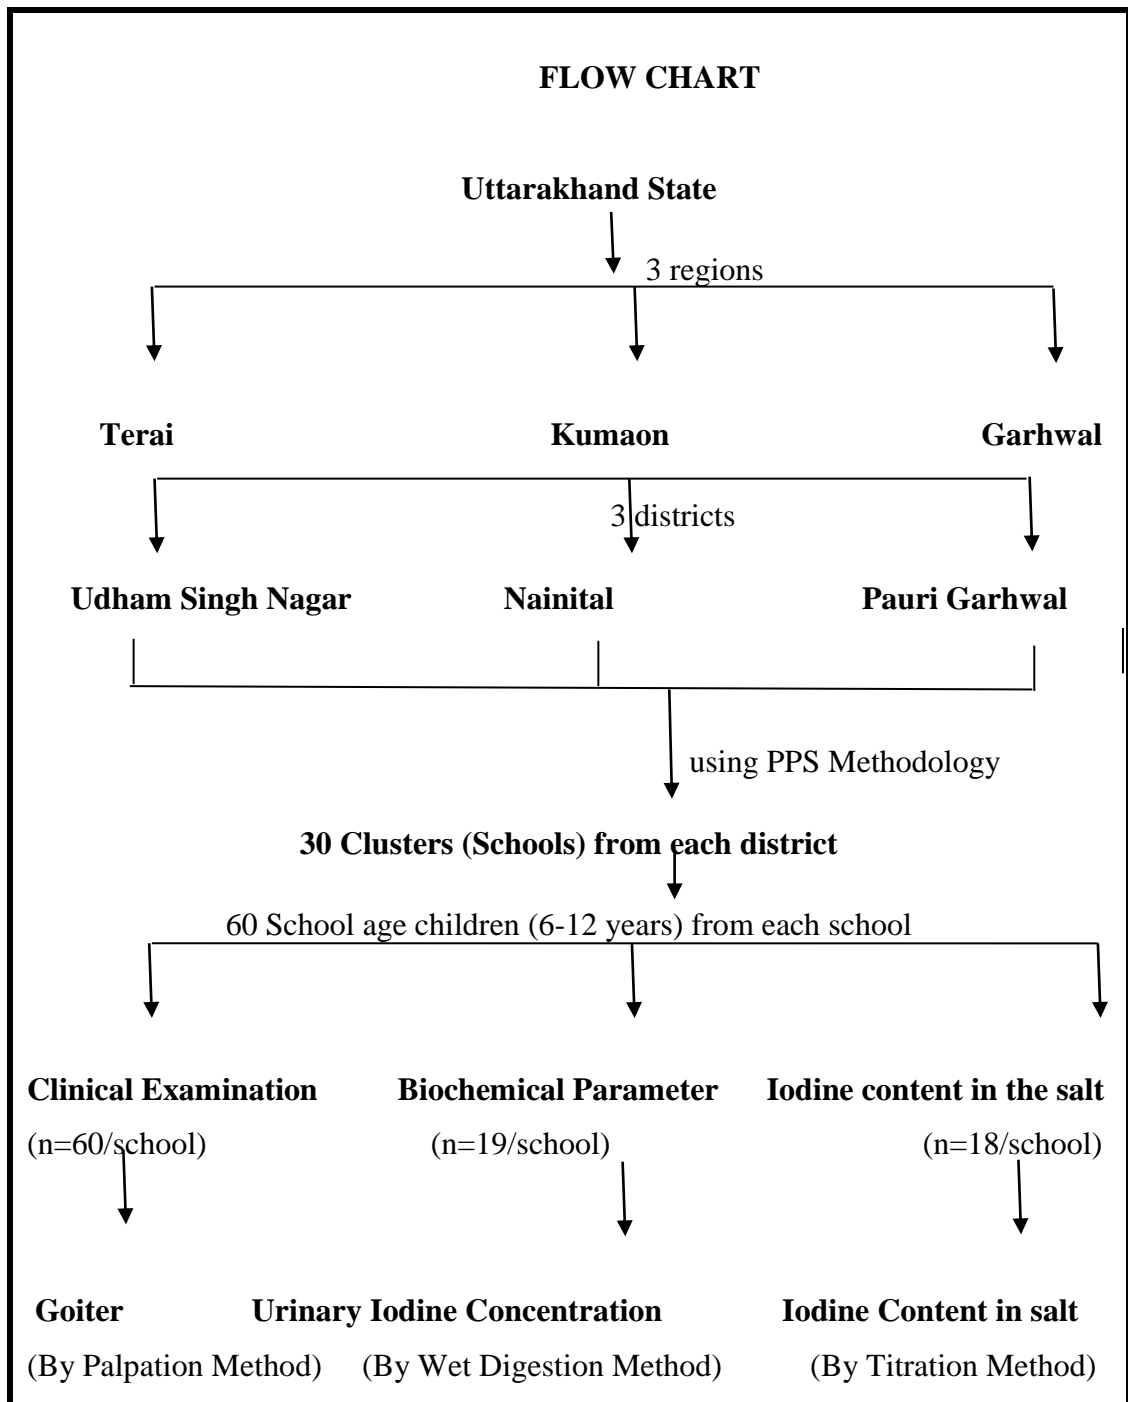 FLOW CHART
Uttarakhand State
3 regions
Terai Kumaon Garhwal
3 districts
Udham Singh Nagar Nainital Pauri Garhwal
using PPS Methodology
30 Clusters (Schools) from each district
60 School age children (6-12 years) from each school
Clinical Examination Biochemical Parameter Iodine content in the salt
(n=60/school) (n=19/school) (n=18/school)
Goiter Urinary Iodine Concentration Iodine Content in salt
(By Palpation Method) (By Wet Digestion Method) (By Titration Method)